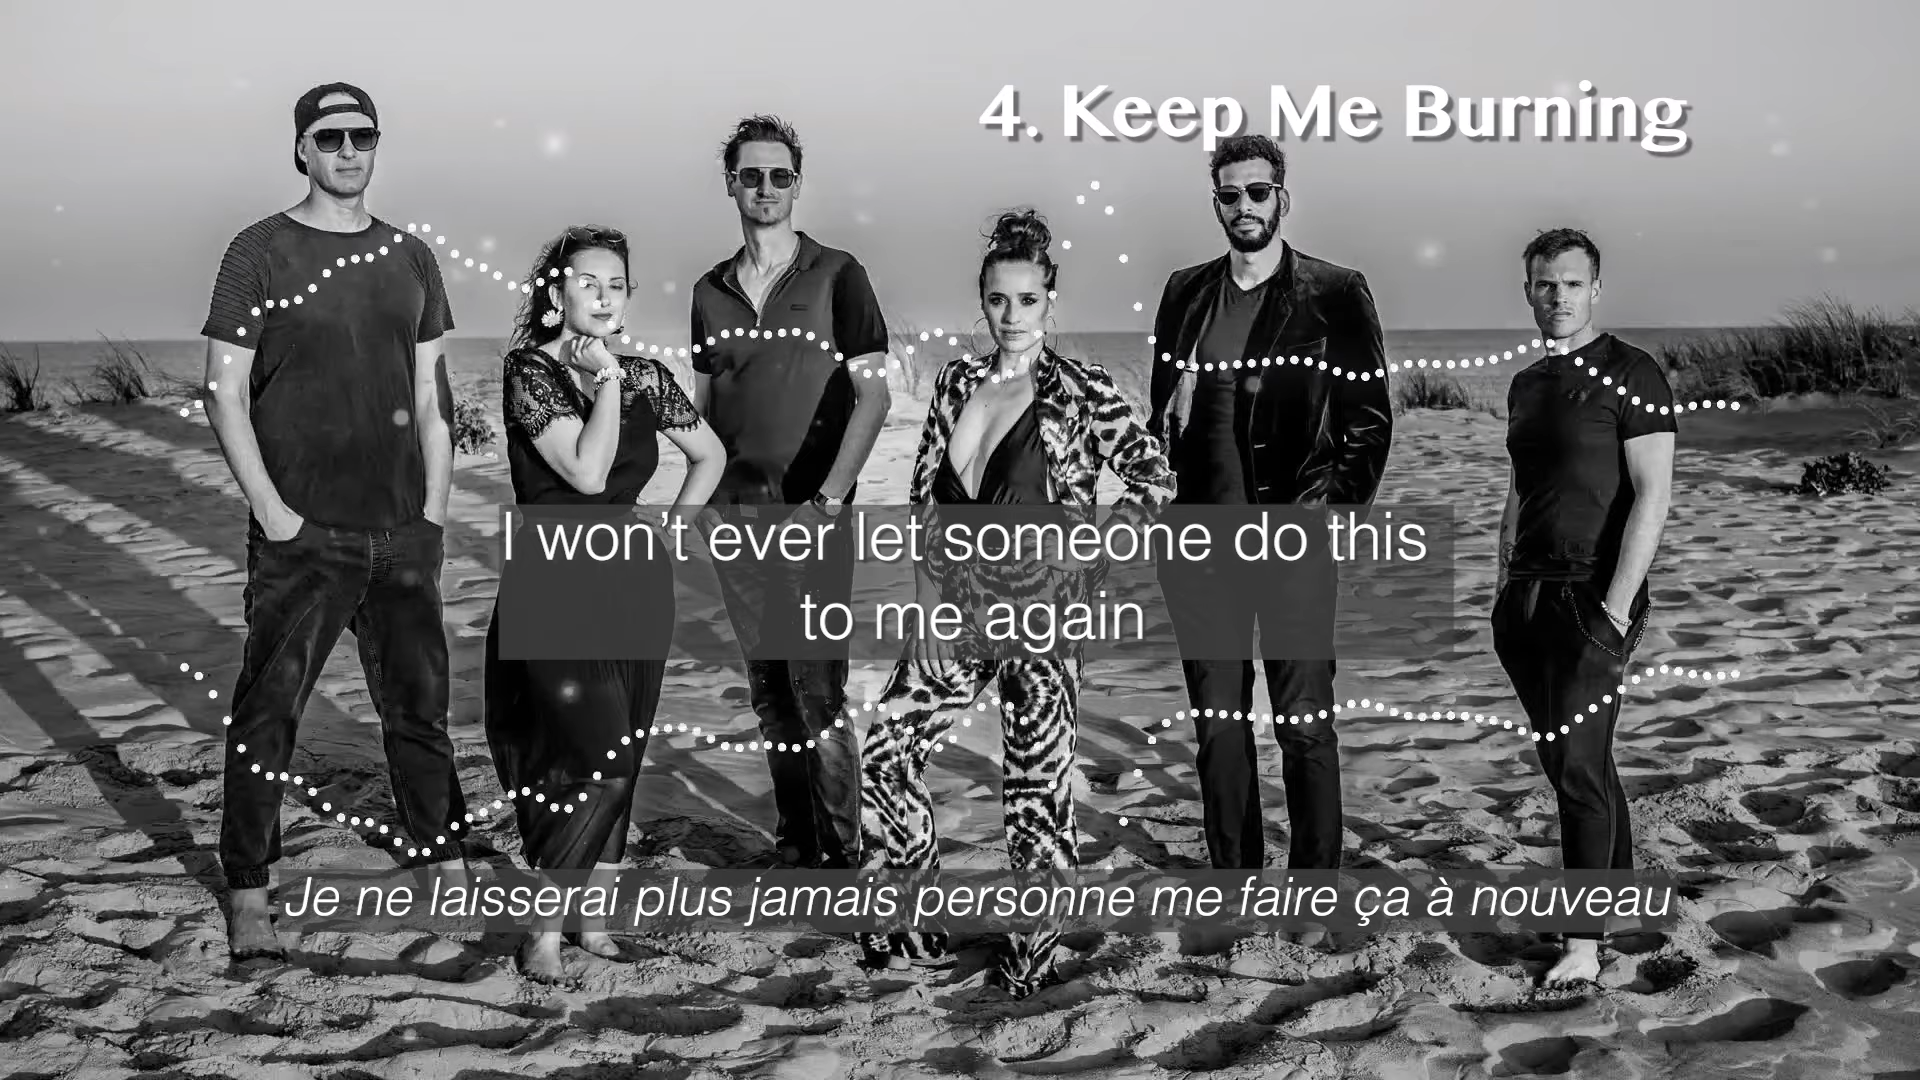 4. Keep Me Burning
I won’t ever let someone do this
to me again
Je ne laisserai plus jamais personne me faire ça à nouveau